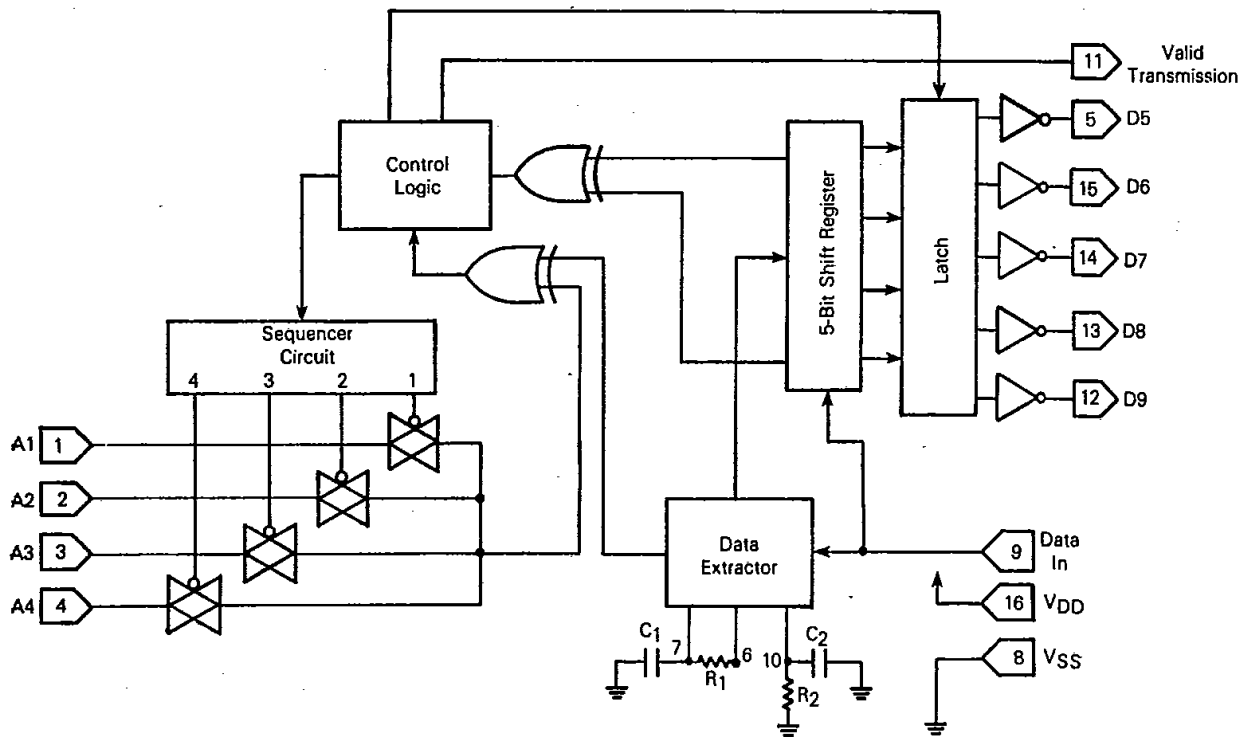 11 Valid
Transmission
5 D5
15 D6
14 D7
13 D8
12 D9
Control
Logic
5-Bit Shift Register
Latch
Sequencer
Circuit
4 3 2 1
A1 1
A2 2
A3 3
A4 4
Data
Extractor
9 Data
In
16 VDD
8 VSS
7 C1
R1
6
10 C2
R2